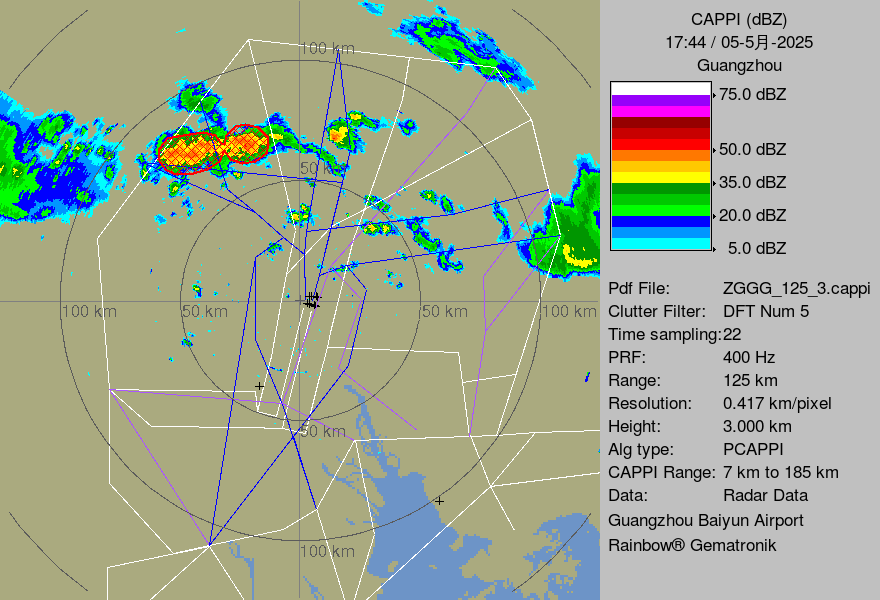 CAPPI (dBZ)
17:44 / 05-5月-2025
Guangzhou
75.0 dBZ
50.0 dBZ
35.0 dBZ
20.0 dBZ
5.0 dBZ
Pdf File: ZGGG_125_3.cappi
Clutter Filter: DFT Num 5
Time sampling:22
PRF: 400 Hz
Range: 125 km
Resolution: 0.417 km/pixel
Height: 3.000 km
Alg type: PCAPPI
CAPPI Range: 7 km to 185 km
Data: Radar Data
Guangzhou Baiyun Airport
Rainbow® Gematronik
100 km
50 km
100 km
50 km
50 km
100 km
50 km
100 km